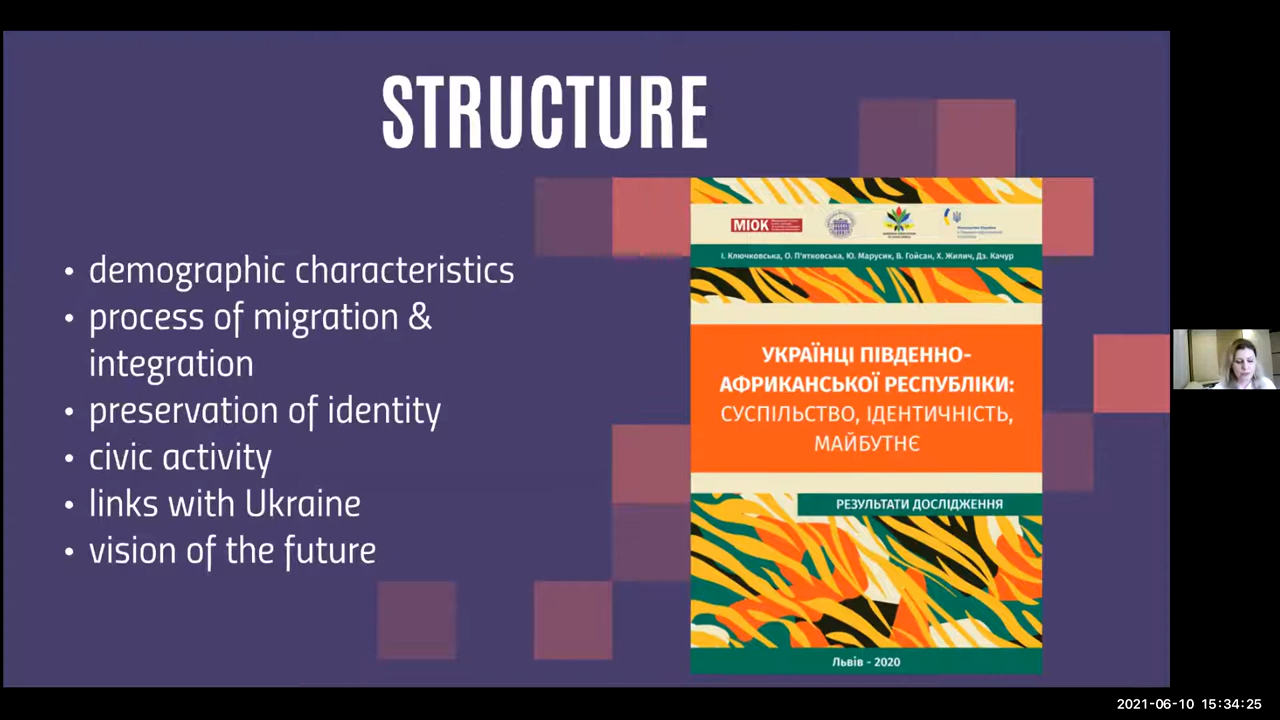 STRUCTURE
• demographic characteristics
• process of migration &
integration
• preservation of identity
• civic activity
• links with Ukraine
• vision of the future
МІОК
І. Ключковська, О. П'ятковська, Ю. Марусик, В. Гойсан, Х. Жилич, Дз. Качур
УКРАЇНЦІ ПІВДЕННО-
АФРИКАНСЬКОЇ РЕСПУБЛІКИ:
СУСПІЛЬСТВО, ІДЕНТИЧНІСТЬ,
МАЙБУТНЄ
РЕЗУЛЬТАТИ ДОСЛІДЖЕННЯ
Львів - 2020
2021-06-10 15:34:25